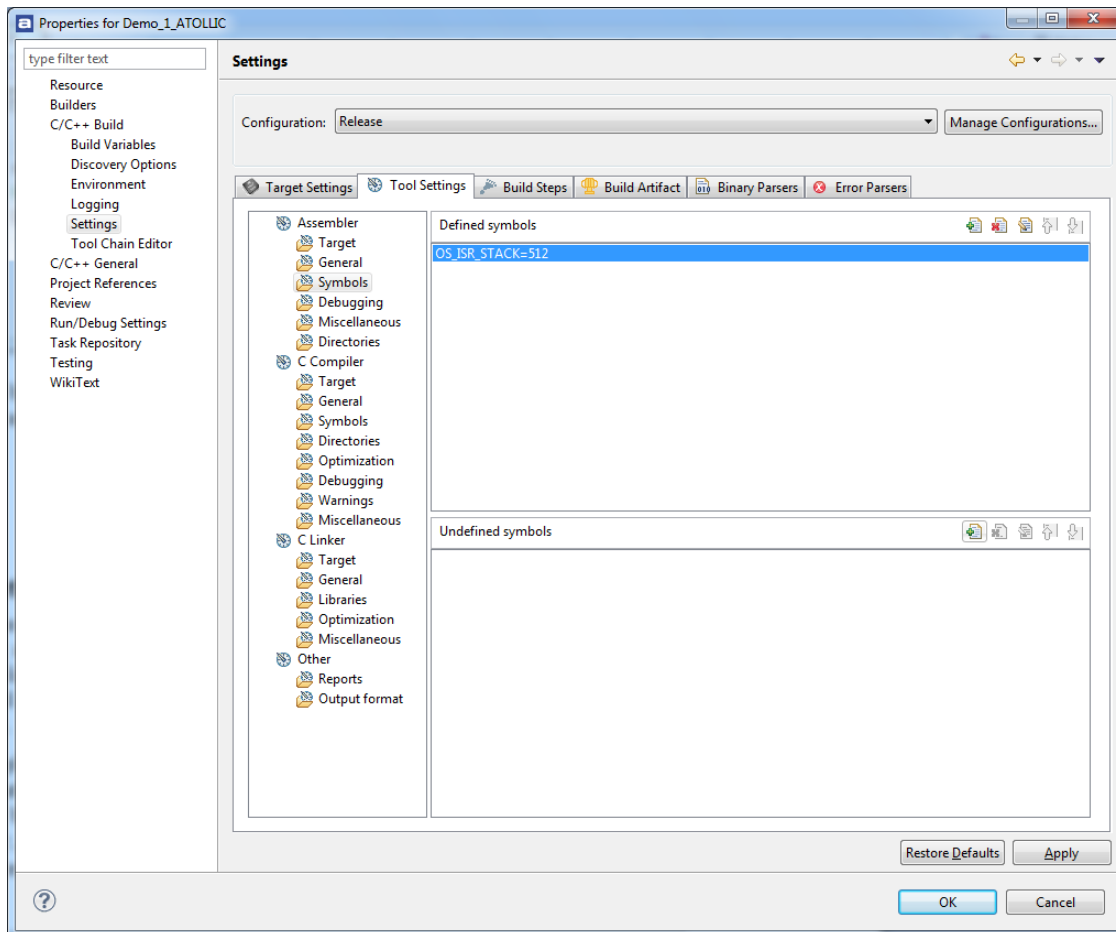 Properties for Demo_1_ATOLLIC
type filter text
Resource
Builders
C/C++ Build
Build Variables
Discovery Options
Environment
Logging
Settings
Tool Chain Editor
C/C++ General
Project References
Review
Run/Debug Settings
Task Repository
Testing
WikiText
Settings
Configuration: Release
Manage Configurations...
Target Settings Tool Settings Build Steps Build Artifact Binary Parsers Error Parsers
Assembler
Target
General
Symbols
Debugging
Miscellaneous
Directories
C Compiler
Target
General
Symbols
Directories
Optimization
Debugging
Warnings
Miscellaneous
C Linker
Target
General
Libraries
Optimization
Miscellaneous
Other
Reports
Output format
Defined symbols
OS_ISR_STACK=512
Undefined symbols
Restore Defaults Apply
OK Cancel